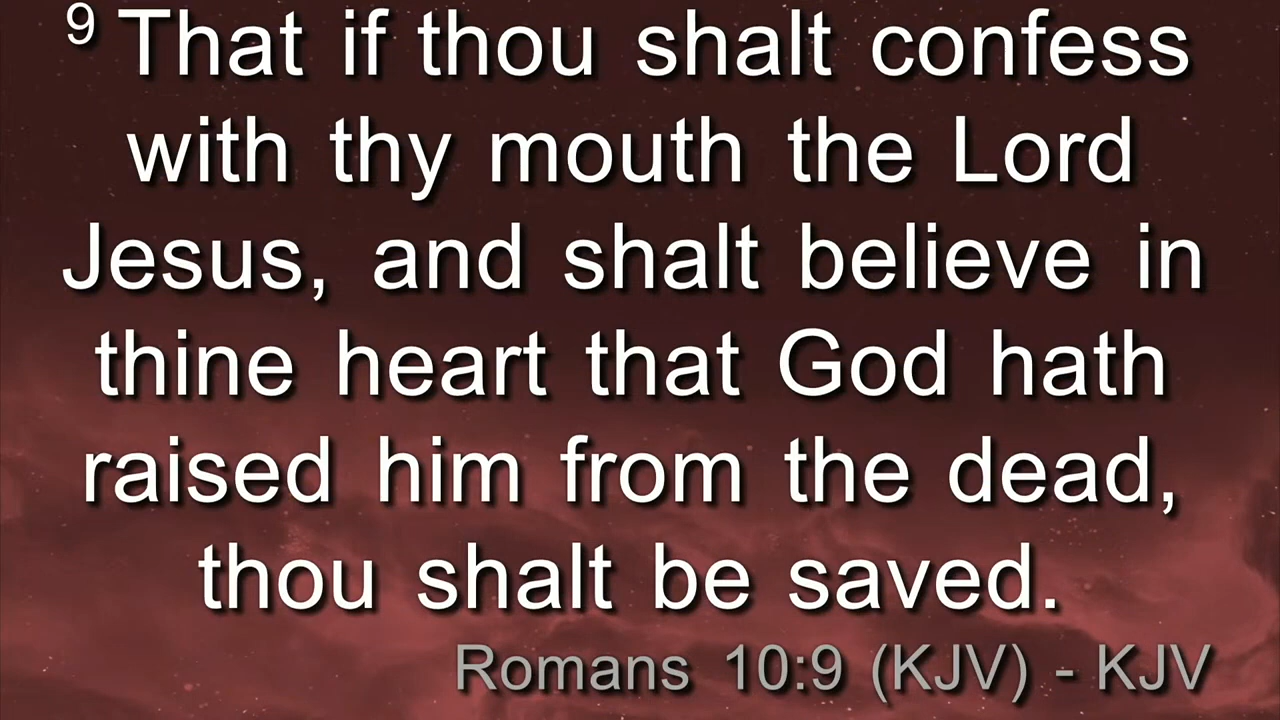 9 That if thou shalt confess
with thy mouth the Lord
Jesus, and shalt believe in
thine heart that God hath
raised him from the dead,
thou shalt be saved.
Romans 10:9 (KJV) - KJV